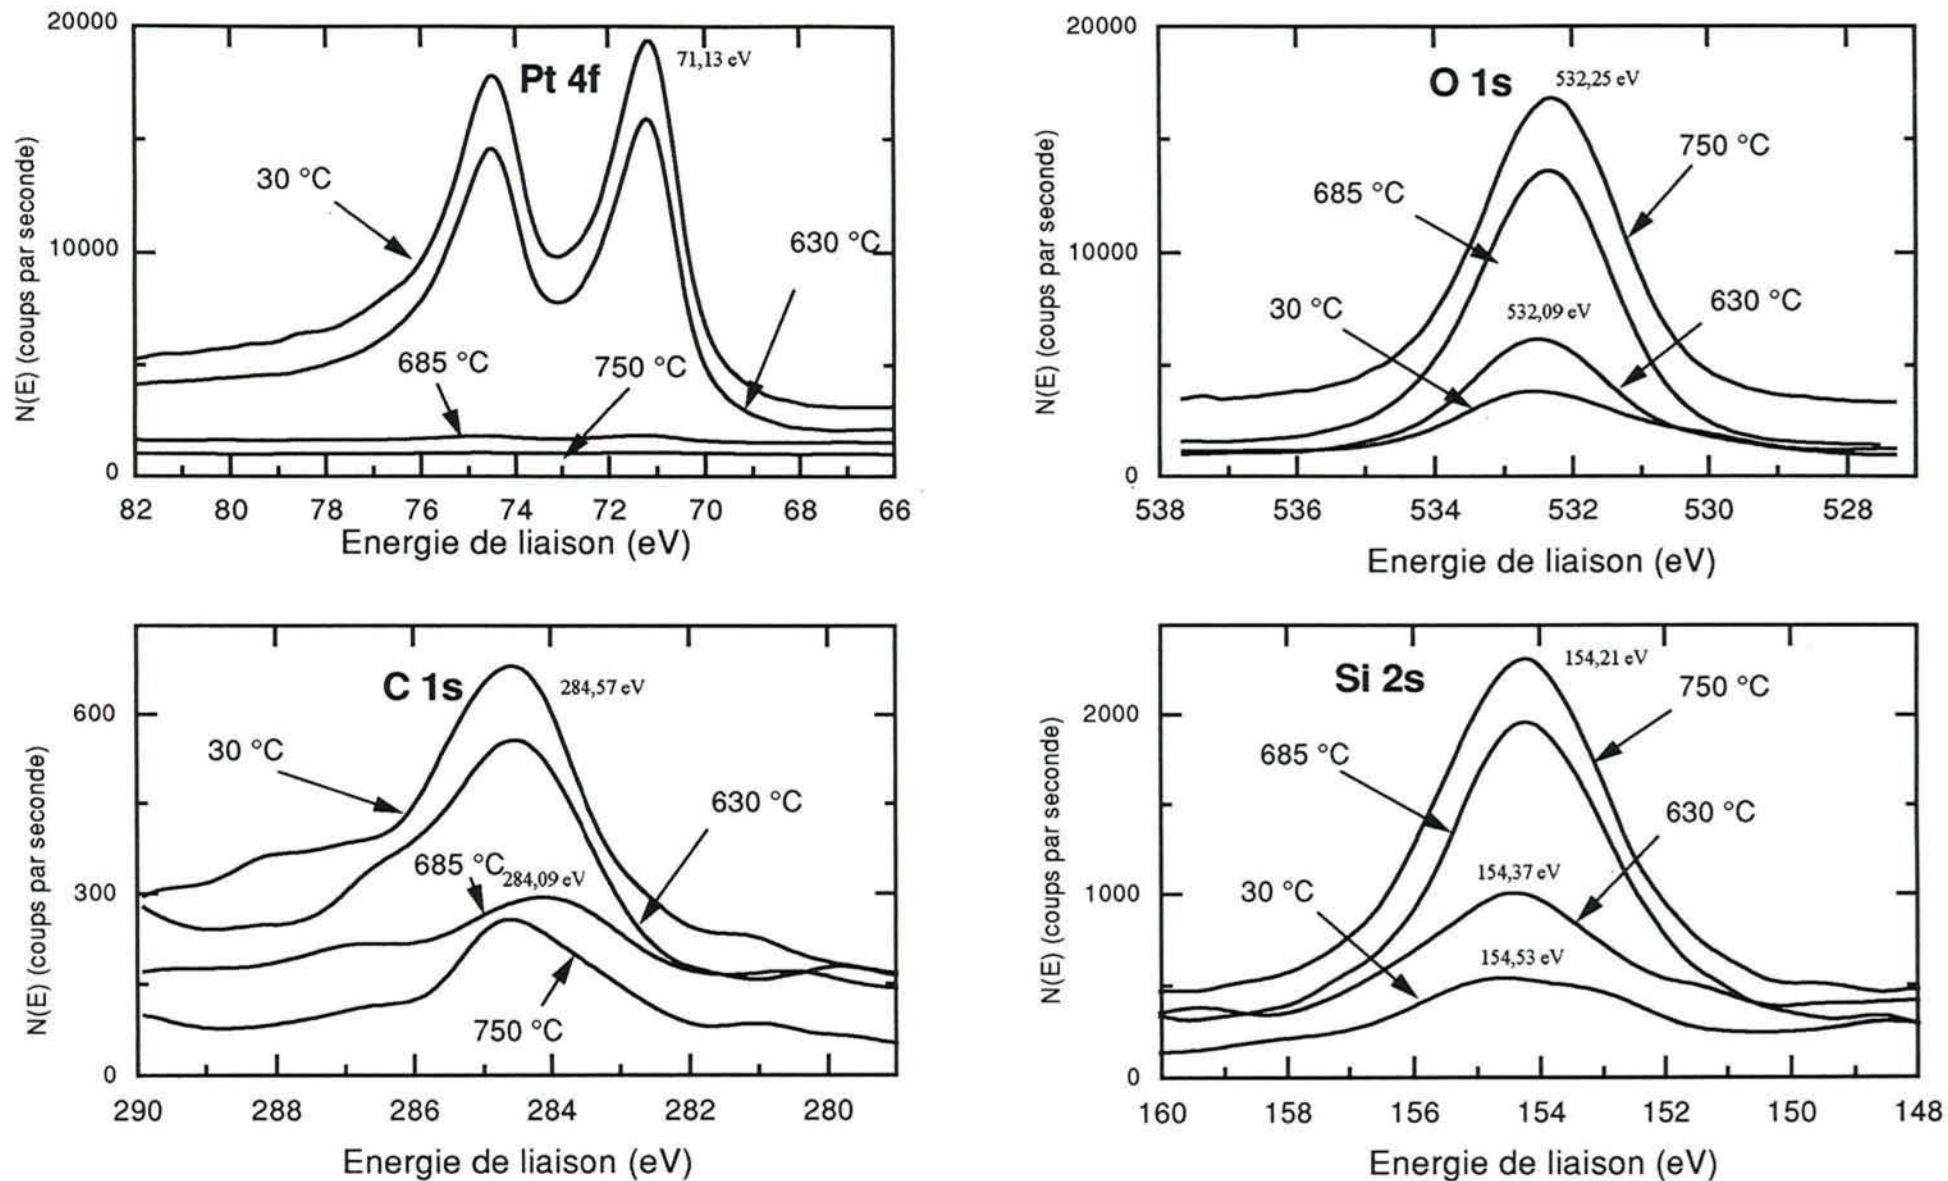 20000
10000
0
N(E) (coups par seconde)
Pt 4f
71,13 eV
30 °C
630 °C
685 °C
750 °C
82 80 78 76 74 72 70 68 66
Energie de liaison (eV)
20000
10000
0
N(E) (coups par seconde)
O 1s
532,25 eV
750 °C
685 °C
532,09 eV
30 °C
630 °C
538 536 534 532 530 528
Energie de liaison (eV)
600
300
0
N(E) (coups par seconde)
C 1s
284,57 eV
30 °C
630 °C
685 °C
284,09 eV
750 °C
290 288 286 284 282 280
Energie de liaison (eV)
2000
1000
0
N(E) (coups par seconde)
Si 2s
154,21 eV
750 °C
685 °C
630 °C
154,37 eV
30 °C
154,53 eV
160 158 156 154 152 150 148
Energie de liaison (eV)